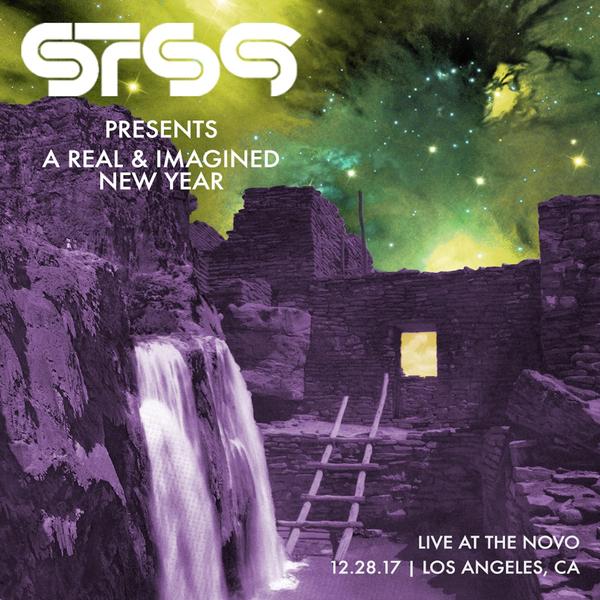 STS9
PRESENTS
A REAL & IMAGINED
NEW YEAR
LIVE AT THE NOVO
12.28.17 | LOS ANGELES, CA